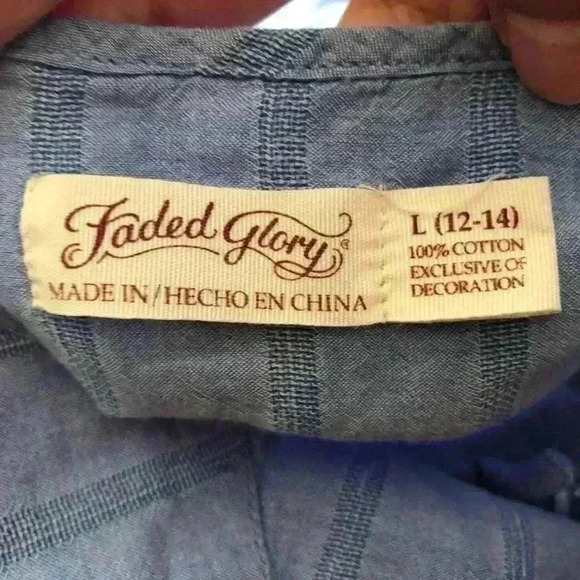 Faded Glory®
MADE IN/HECHO EN CHINA
L (12-14)
100% COTTON
EXCLUSIVE OF
DECORATION